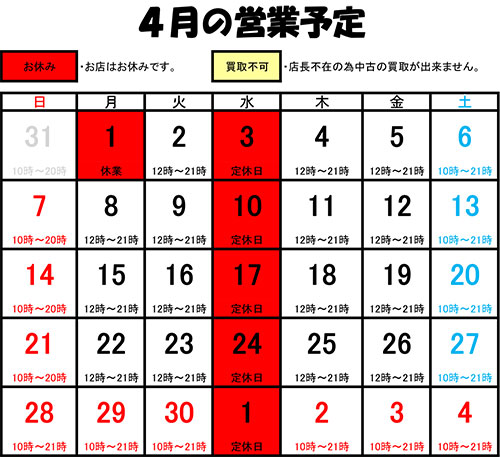 ４月の営業予定
お休み ・お店はお休みです。 買取不可 ・店長不在の為中古の買取が出来ません。
日 月 火 水 木 金 土
31 1 2 3 4 5 6
10時～20時 休業 12時～21時 定休日 12時～21時 12時～21時 10時～21時
7 8 9 10 11 12 13
10時～20時 12時～21時 12時～21時 定休日 12時～21時 12時～21時 10時～21時
14 15 16 17 18 19 20
10時～20時 12時～21時 12時～21時 定休日 12時～21時 12時～21時 10時～21時
21 22 23 24 25 26 27
10時～20時 12時～21時 12時～21時 定休日 12時～21時 12時～21時 10時～21時
28 29 30 1 2 3 4
10時～21時 10時～21時 10時～21時 定休日 10時～21時 10時～21時 10時～21時